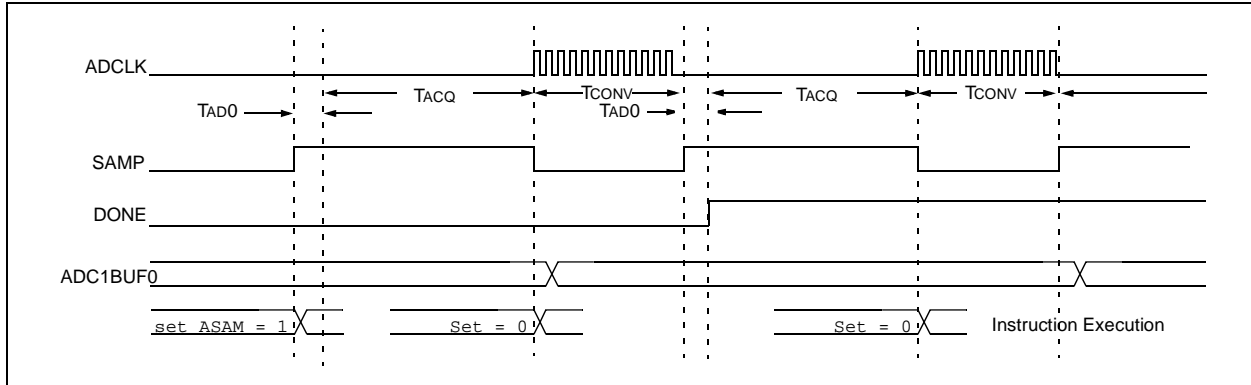 ADCLK
TACQ
TCONV
TACQ
TCONV
TAD0
TAD0
SAMP
DONE
ADC1BUF0
set ASAM = 1
Set = 0
Set = 0
Instruction Execution